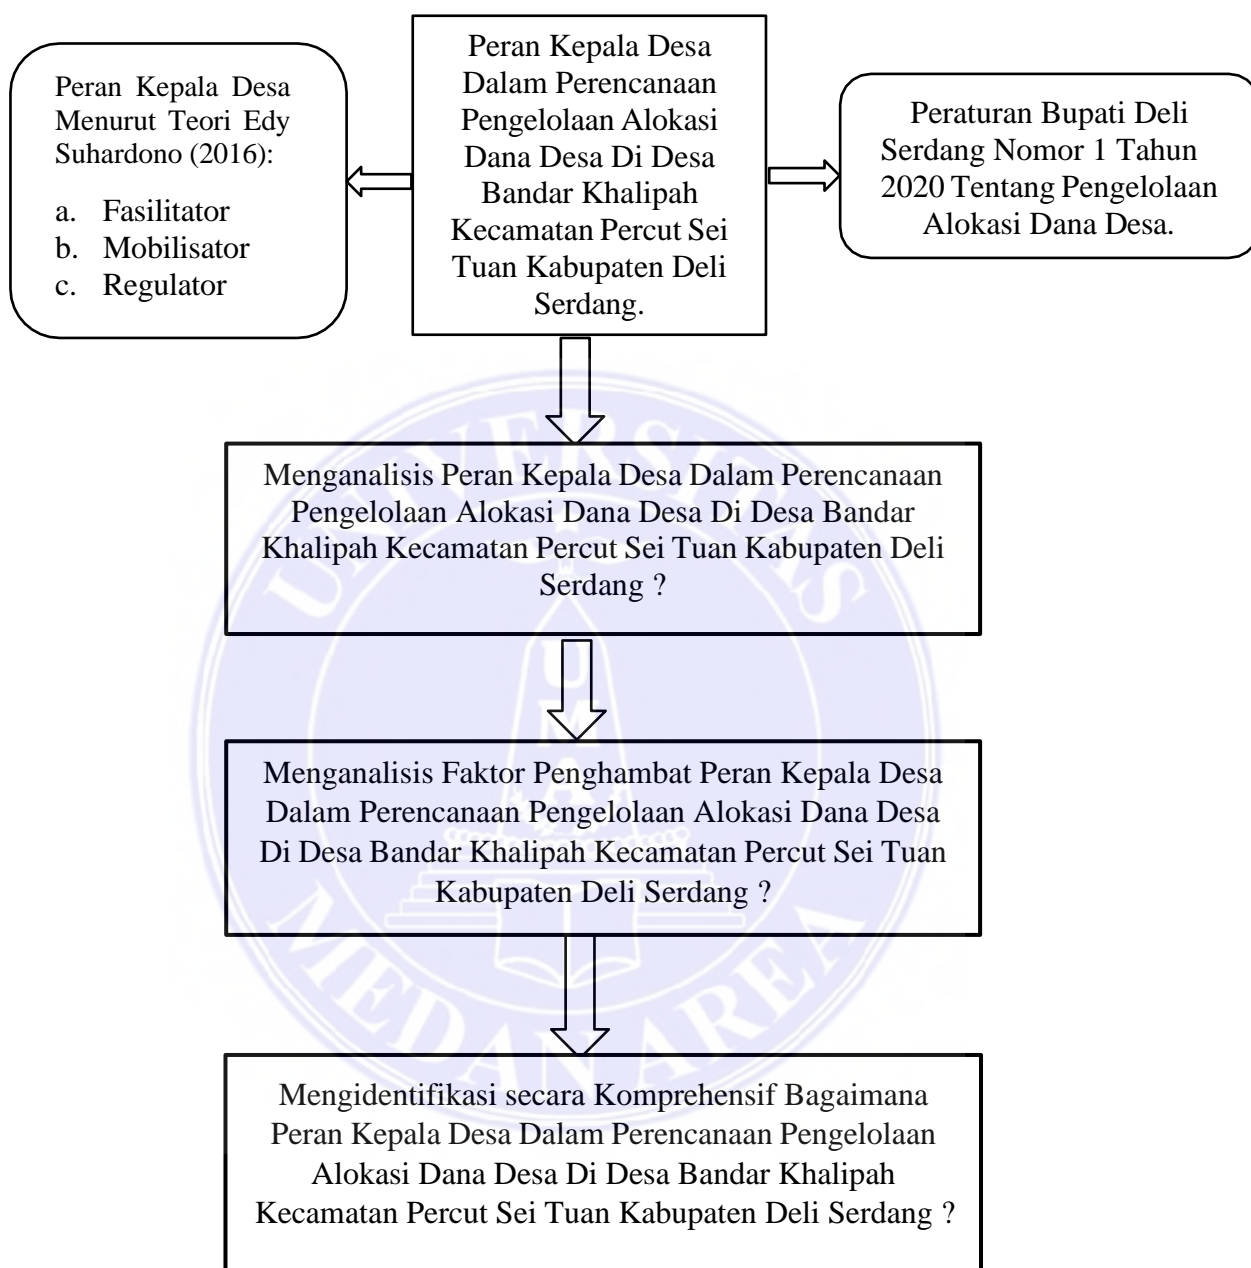 Peran Kepala Desa
Dalam Perencanaan
Pengelolaan Alokasi
Dana Desa Di Desa
Bandar Khalipah
Kecamatan Percut Sei
Tuan Kabupaten Deli
Serdang.
Peran Kepala Desa
Menurut Teori Edy
Suhardono (2016):
a. Fasilitator
b. Mobilisator
c. Regulator
Peraturan Bupati Deli
Serdang Nomor 1 Tahun
2020 Tentang Pengelolaan
Alokasi Dana Desa.
Menganalisis Peran Kepala Desa Dalam Perencanaan
Pengelolaan Alokasi Dana Desa Di Desa Bandar
Khalipah Kecamatan Percut Sei Tuan Kabupaten Deli
Serdang ?
Menganalisis Faktor Penghambat Peran Kepala Desa
Dalam Perencanaan Pengelolaan Alokasi Dana Desa
Di Desa Bandar Khalipah Kecamatan Percut Sei Tuan
Kabupaten Deli Serdang ?
Mengidentifikasi secara Komprehensif Bagaimana
Peran Kepala Desa Dalam Perencanaan Pengelolaan
Alokasi Dana Desa Di Desa Bandar Khalipah
Kecamatan Percut Sei Tuan Kabupaten Deli Serdang ?
UNIVERSITAS
UMA
MEDAN AREA